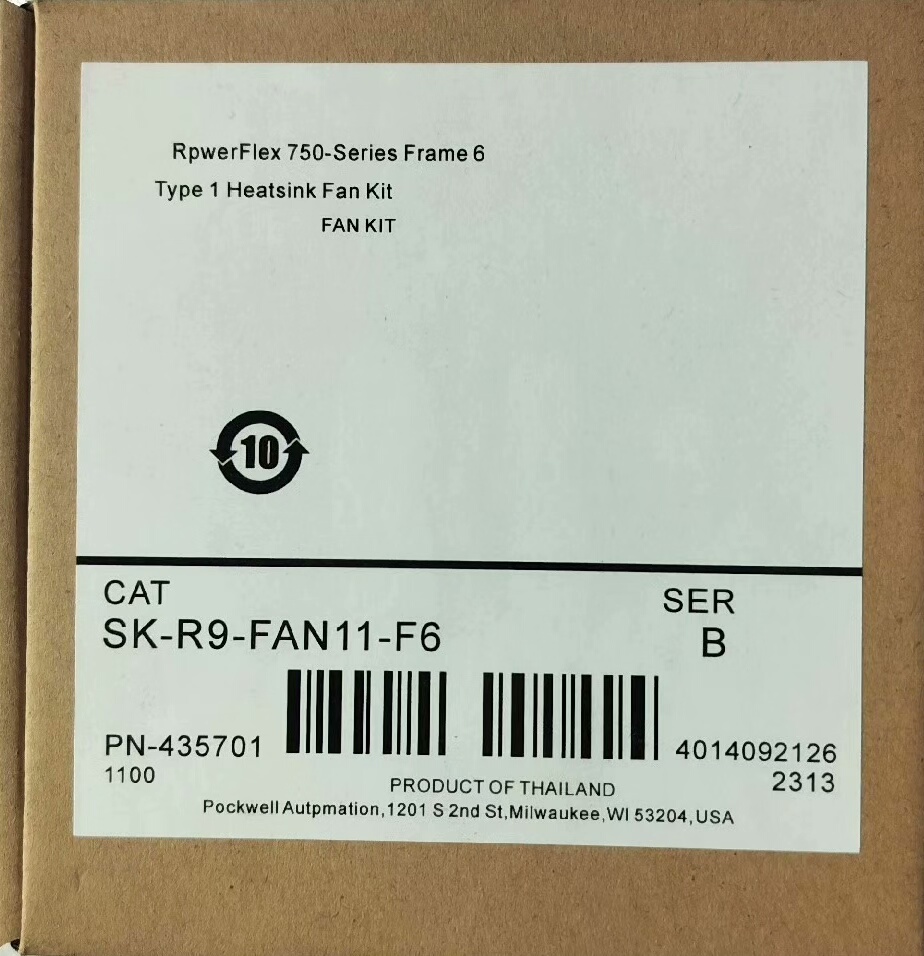 RpwerFlex 750-Series Frame 6
Type 1 Heatsink Fan Kit
FAN KIT
10
CAT
SER
SK-R9-FAN11-F6
B
PN-435701
4014092126
1100
2313
PRODUCT OF THAILAND
Pockwell Autpmation,1201 S 2nd St,Milwaukee,WI 53204,USA